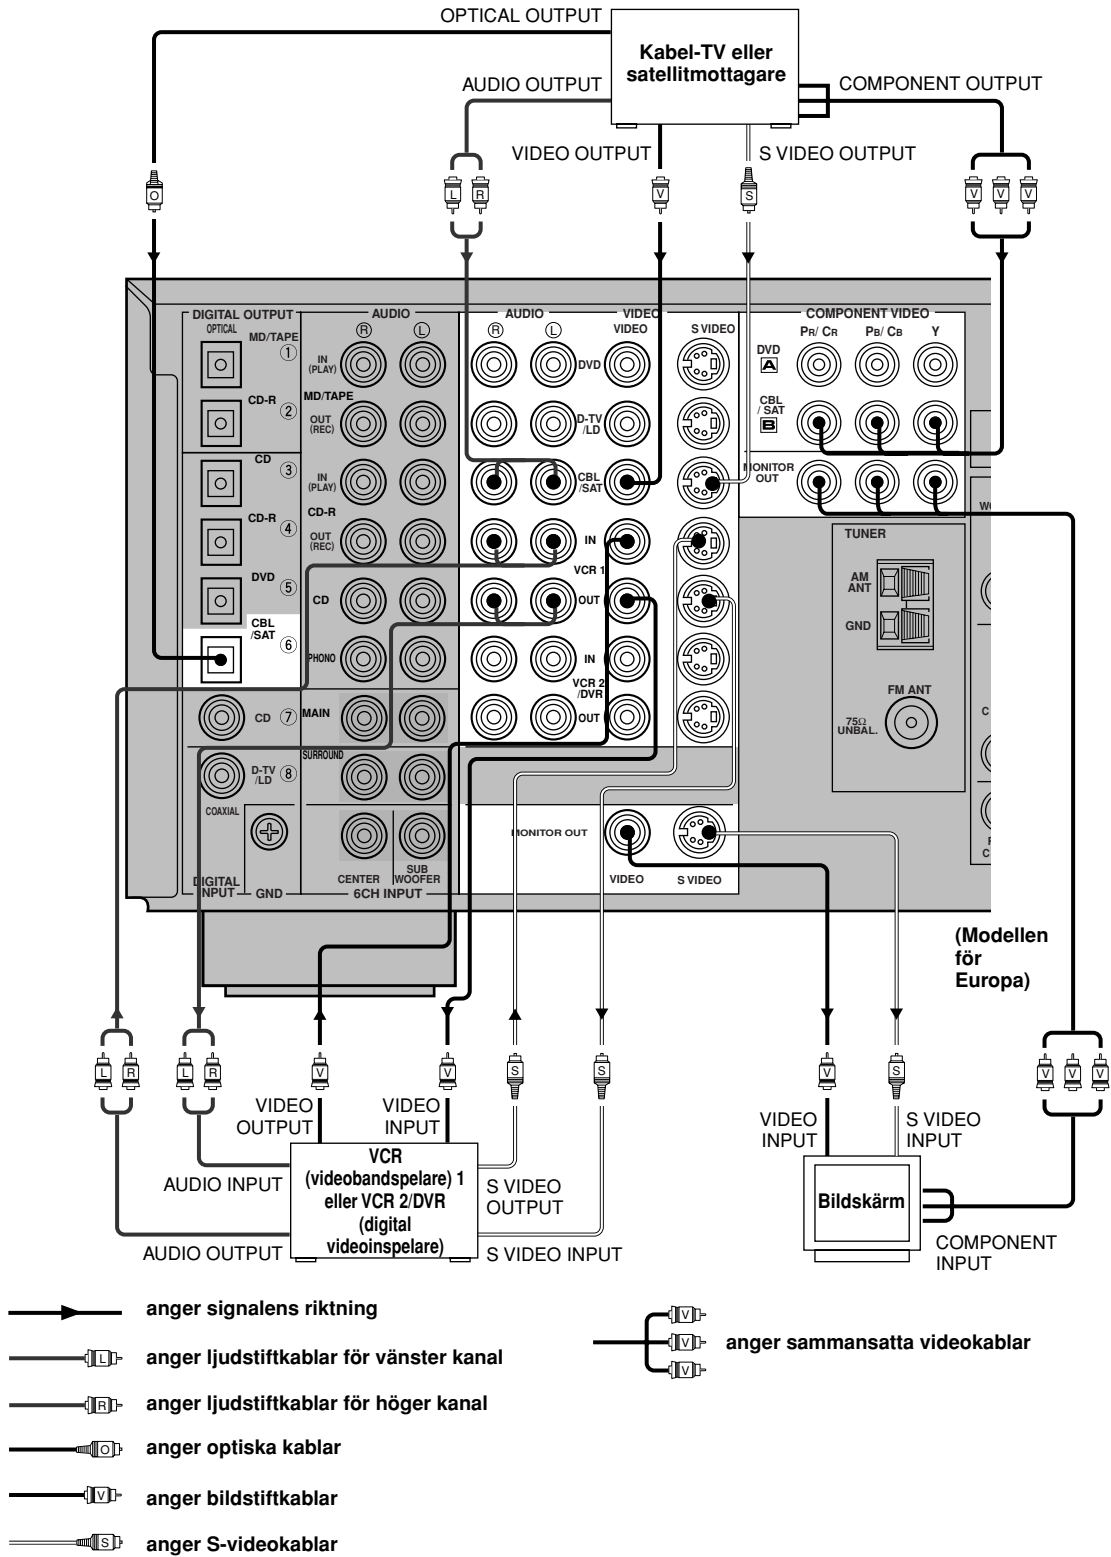 OPTICAL OUTPUT
Kabel-TV eller
satellitmottagare
AUDIO OUTPUT
COMPONENT OUTPUT
VIDEO OUTPUT
S VIDEO OUTPUT
O
L
R
V
S
V
V
V
DIGITAL OUTPUT
OPTICAL
MD/TAPE
1
CD-R
2
CD
3
CD-R
4
DVD
5
CBL
/SAT
6
CD
7
D-TV
/LD
8
COAXIAL
DIGITAL
INPUT
GND
AUDIO
R
L
IN
(PLAY)
MD/TAPE
OUT
(REC)
IN
(PLAY)
CD-R
OUT
(REC)
CD
PHONO
MAIN
SURROUND
CENTER
SUB
WOOFER
6CH INPUT
AUDIO
R
L
VIDEO
VIDEO
S VIDEO
DVD
D-TV
/LD
CBL
/SAT
IN
VCR 1
OUT
IN
VCR 2
/DVR
OUT
MONITOR OUT
VIDEO
S VIDEO
COMPONENT VIDEO
PR/ CR
PB/ CB
Y
DVD
A
CBL
/ SAT
B
MONITOR
OUT
TUNER
AM
ANT
GND
FM ANT
75Ω
UNBAL.
(Modellen
för
Europa)
L
R
L
R
V
V
S
S
V
S
V
V
V
VIDEO
OUTPUT
VIDEO
INPUT
AUDIO INPUT
AUDIO OUTPUT
VCR
(videobandspelare) 1
eller VCR 2/DVR
(digital
videoinspelare)
S VIDEO
OUTPUT
S VIDEO INPUT
VIDEO
INPUT
S VIDEO
INPUT
Bildskärm
COMPONENT
INPUT
anger signalens riktning
L
anger ljudstiftkablar för vänster kanal
R
anger ljudstiftkablar för höger kanal
O
anger optiska kablar
V
anger bildstiftkablar
S
anger S-videokablar
V
V
V
anger sammansatta videokablar